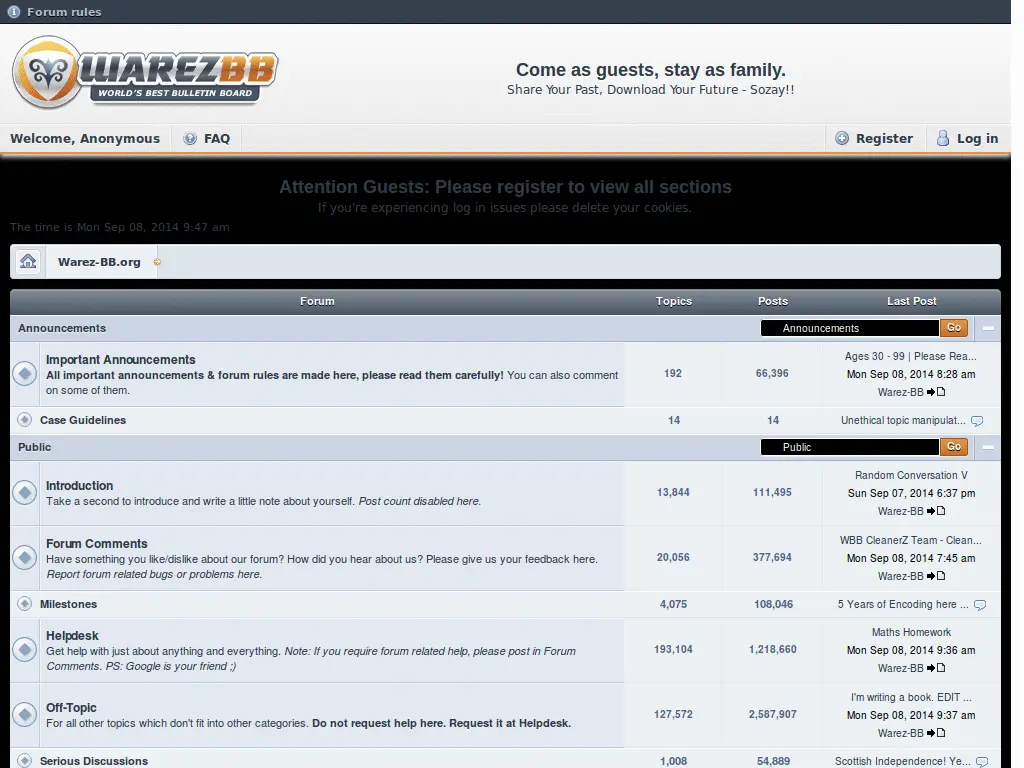 Forum rules
WAREZBB
WORLD'S BEST BULLETIN BOARD
Come as guests, stay as family.
Share Your Past, Download Your Future - Sozay!!
Welcome, Anonymous
FAQ
Register
Log in
Attention Guests: Please register to view all sections
If you're experiencing log in issues please delete your cookies.
The time is Mon Sep 08, 2014 9:47 am
Warez-BB.org
Forum Topics Posts Last Post
Announcements Announcements Go
Important Announcements
All important announcements & forum rules are made here, please read them carefully! You can also comment
on some of them.
192 66,396
Ages 30 - 99 | Please Rea...
Mon Sep 08, 2014 8:28 am
Warez-BB
Case Guidelines 14 14 Unethical topic manipulat...
Public Public Go
Introduction
Take a second to introduce and write a little note about yourself. Post count disabled here.
13,844 111,495
Random Conversation V
Sun Sep 07, 2014 6:37 pm
Warez-BB
Forum Comments
Have something you like/dislike about our forum? How did you hear about us? Please give us your feedback here.
Report forum related bugs or problems here.
20,056 377,694
WBB CleanerZ Team - Clean...
Mon Sep 08, 2014 7:45 am
Warez-BB
Milestones 4,075 108,046 5 Years of Encoding here ...
Helpdesk
Get help with just about anything and everything. Note: If you require forum related help, please post in Forum
Comments. PS: Google is your friend ;)
193,104 1,218,660
Maths Homework
Mon Sep 08, 2014 9:36 am
Warez-BB
Off-Topic
For all other topics which don't fit into other categories. Do not request help here. Request it at Helpdesk.
127,572 2,587,907
I'm writing a book. EDIT ...
Mon Sep 08, 2014 9:37 am
Warez-BB
Serious Discussions 1,008 54,889 Scottish Independence! Ye...